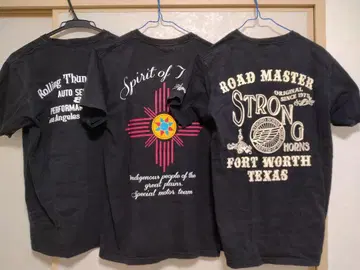 Rolling Thun
AUTO SE
&
PERFORMA
Los Angeles
Spirit of
Indigenous people of the
great plains.
Special motor team
ROAD MASTER
ORIGINAL
SINCE 1975
STRONG
HORNS
FORT WORTH
TEXAS